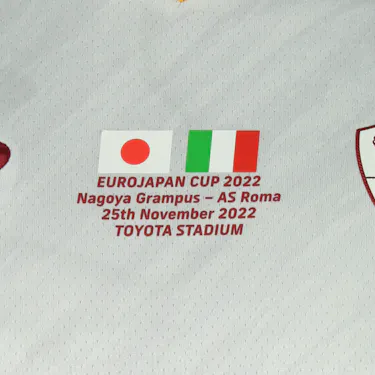 EUROJAPAN CUP 2022
Nagoya Grampus – AS Roma
25th November 2022
TOYOTA STADIUM